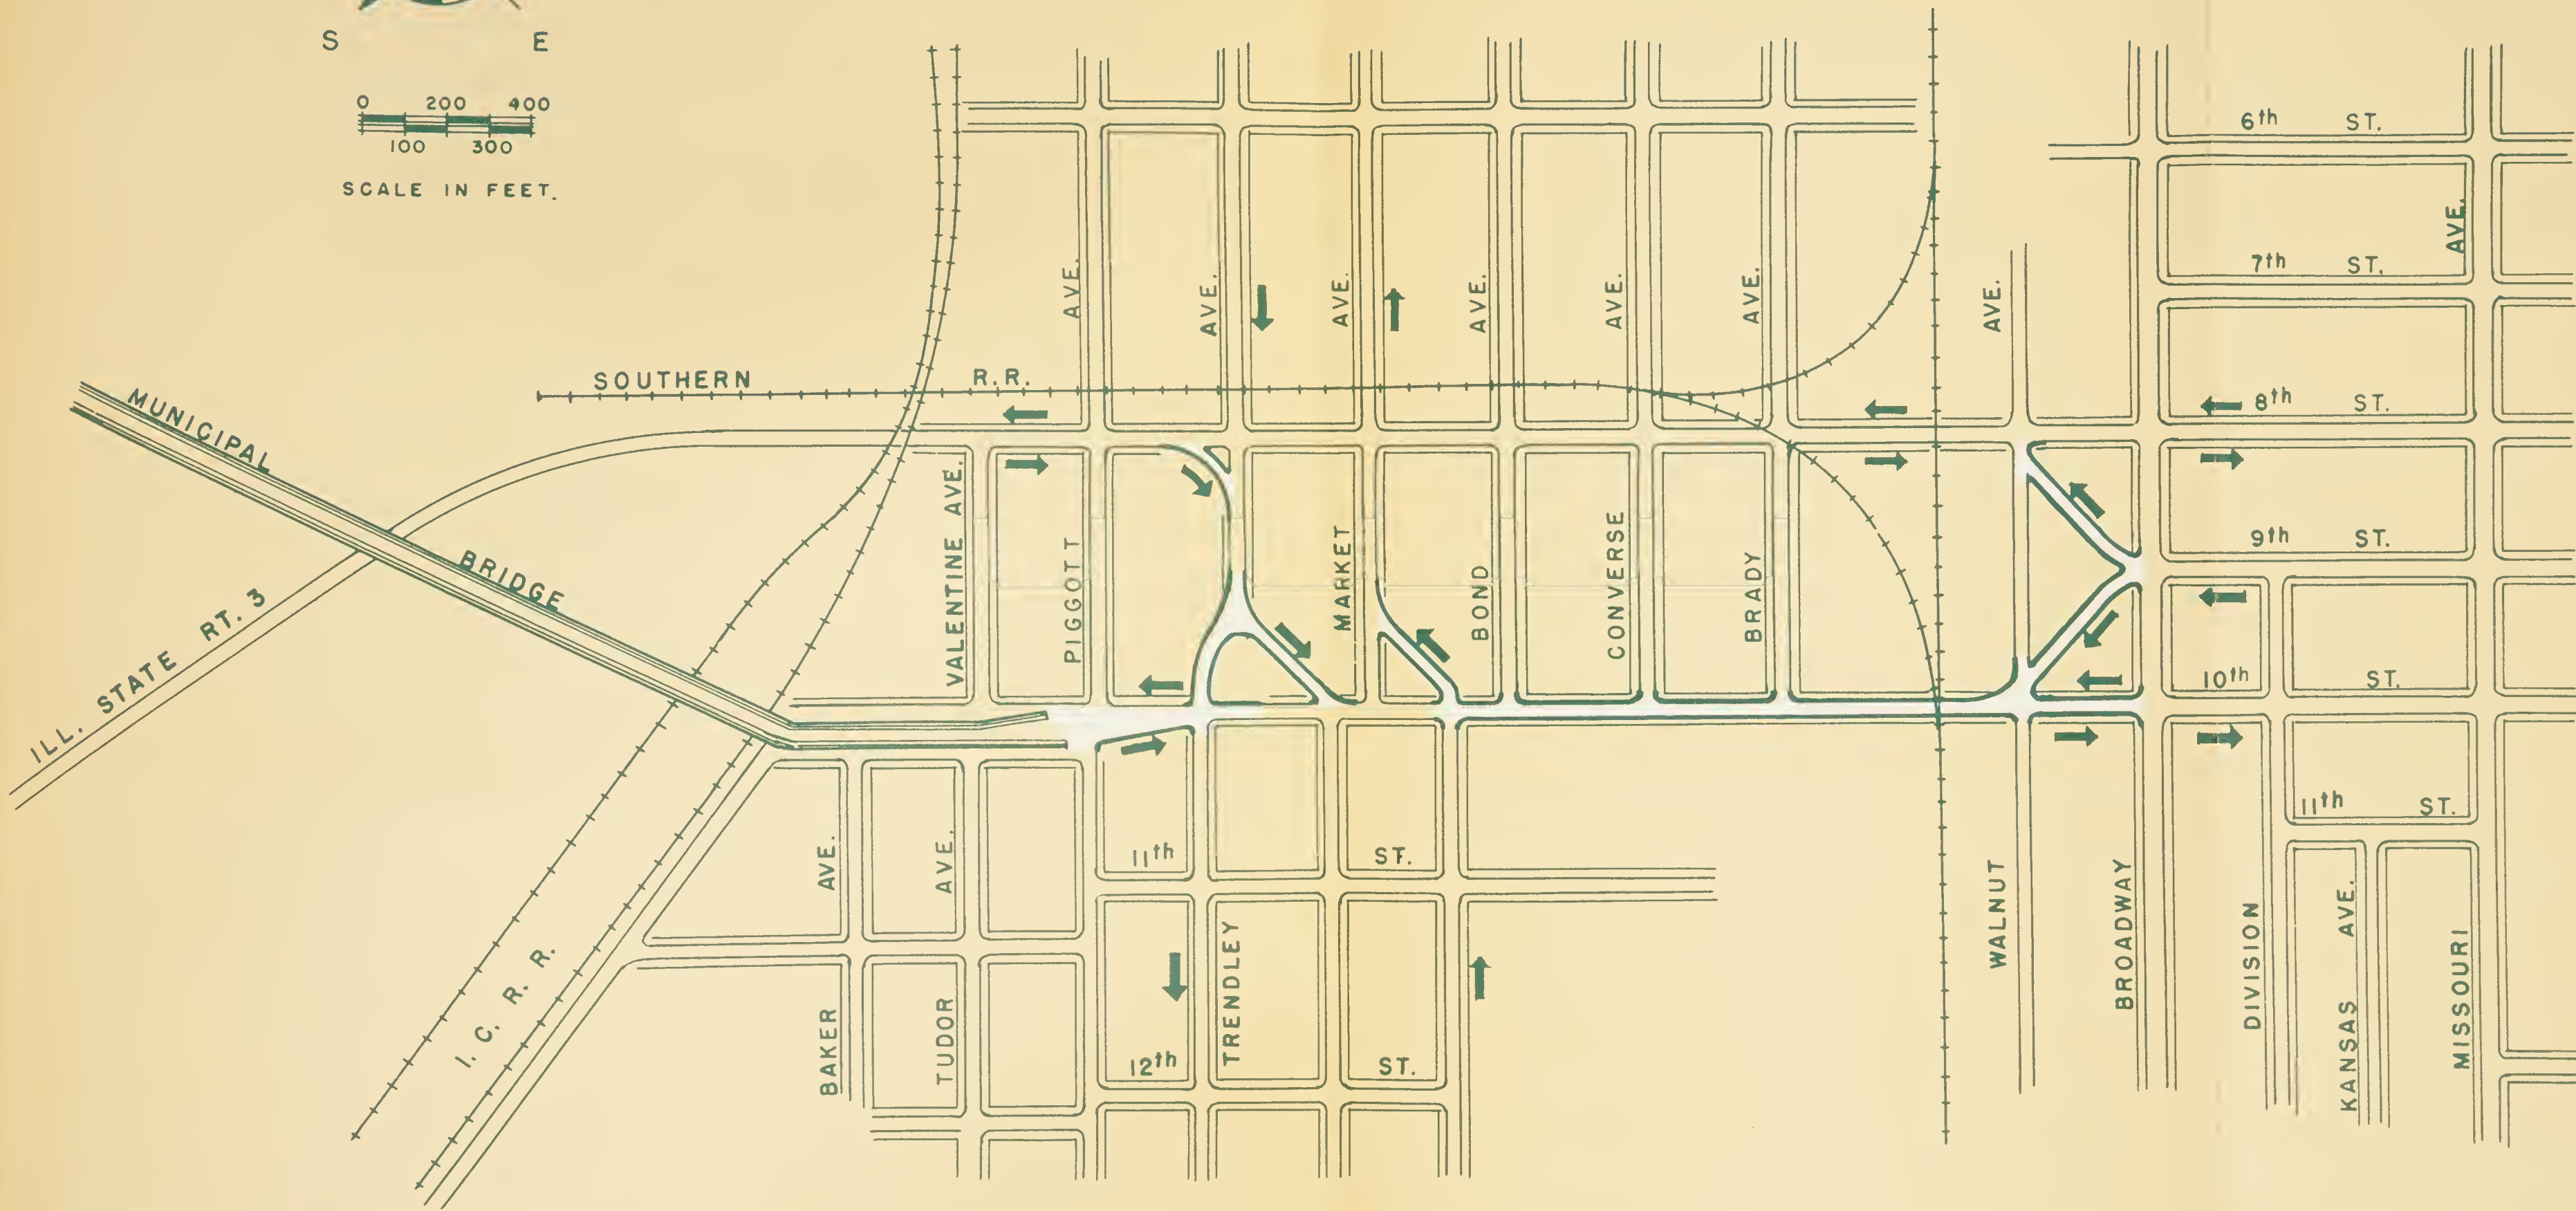 S E
0 200 400
100 300
SCALE IN FEET.
6th ST.
AVE.
7th ST.
AVE.
AVE.
AVE.
AVE.
AVE.
AVE.
AVE.
SOUTHERN R.R.
8th ST.
MUNICIPAL BRIDGE
ILL. STATE RT. 3
VALENTINE AVE.
PIGGOTT
MARKET
BOND
CONVERSE
BRADY
9th ST.
10th ST.
11th ST.
11th ST.
12th ST.
I. C. R. R.
BAKER AVE.
TUDOR AVE.
TRENDLEY
WALNUT
BROADWAY
DIVISION
KANSAS AVE.
MISSOURI